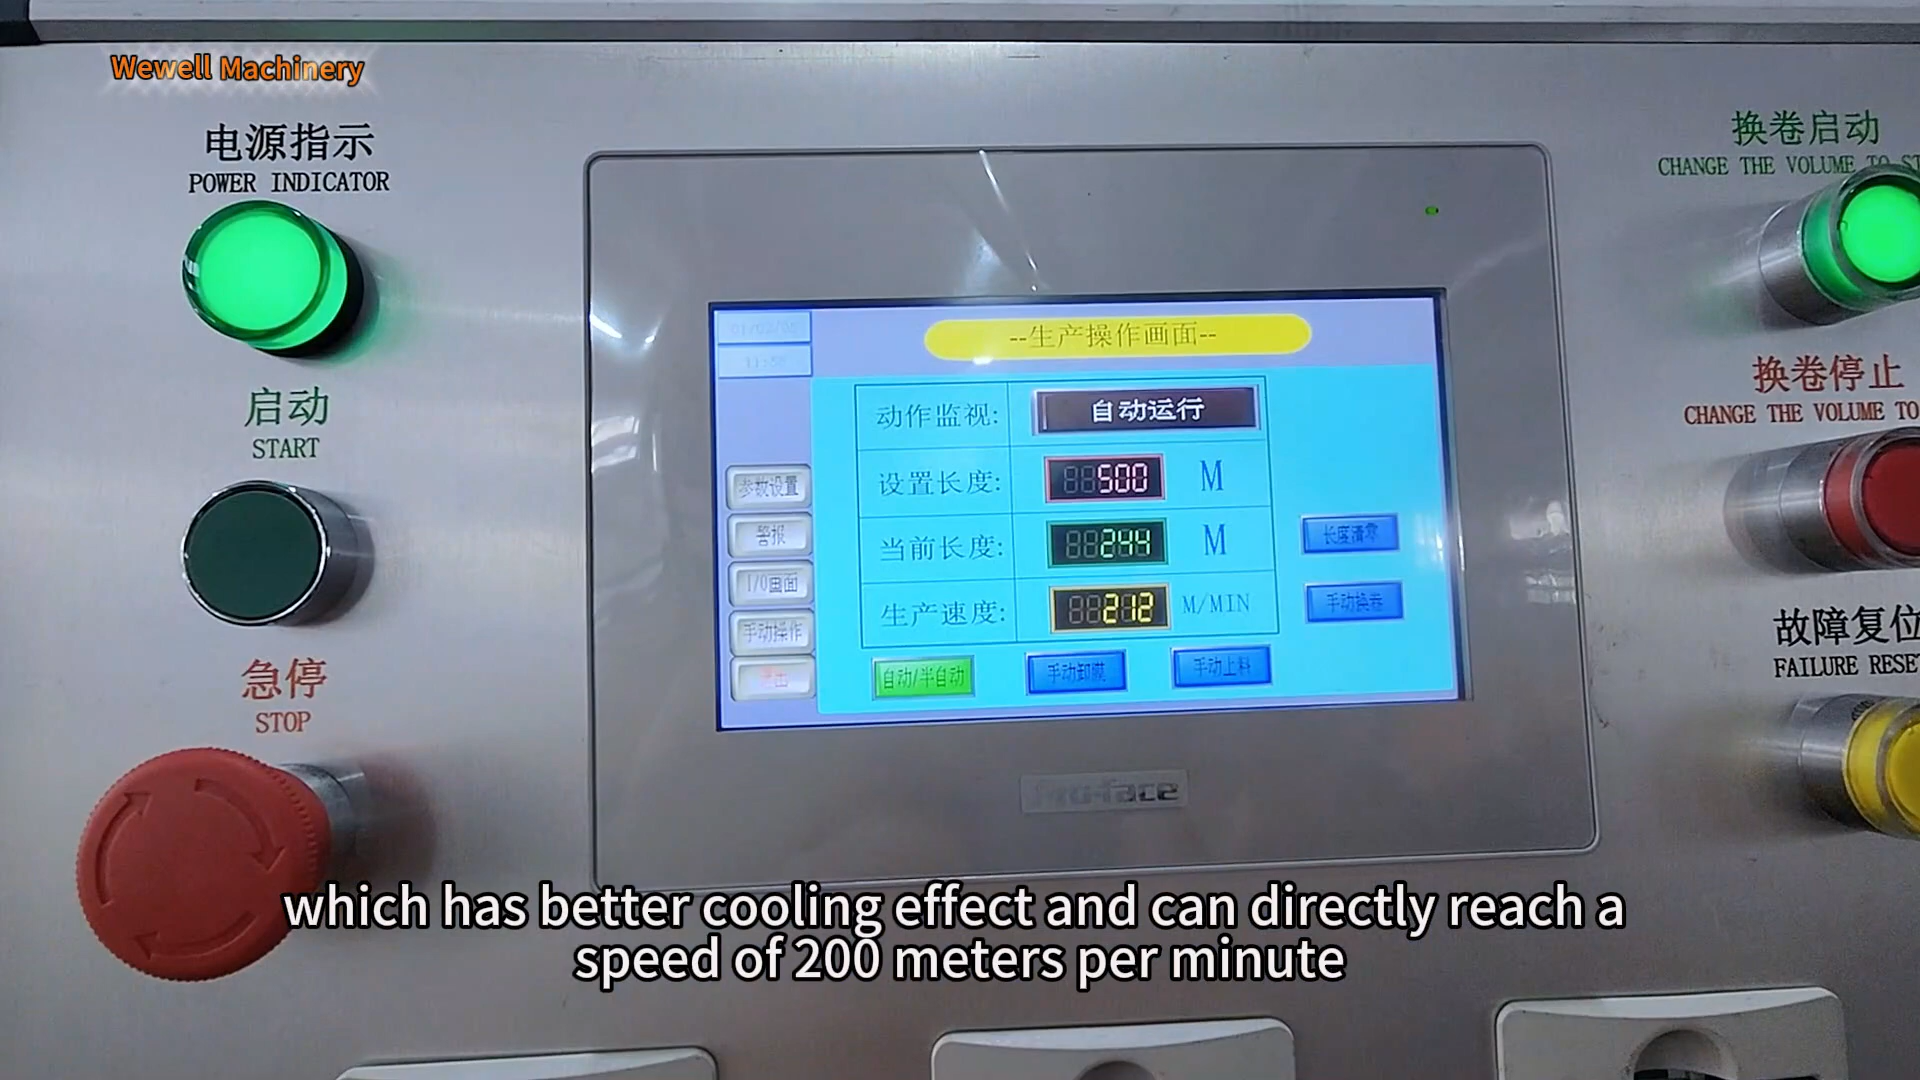 Wewell Machinery
电源指示
POWER INDICATOR
启动
START
急停
STOP
11:58
--生产操作画面--
动作监视: 自动运行
设置长度: 500 M
当前长度: 244 M
生产速度: 212 M/MIN
参数设置
警报
I/O画面
手动操作
长度清零
手动换卷
自动/半自动
手动卸膜
手动上料
Pro-face
换卷启动
CHANGE THE VOLUME TO ST
换卷停止
CHANGE THE VOLUME TO
故障复位
FAILURE RESET
which has better cooling effect and can directly reach a
speed of 200 meters per minute